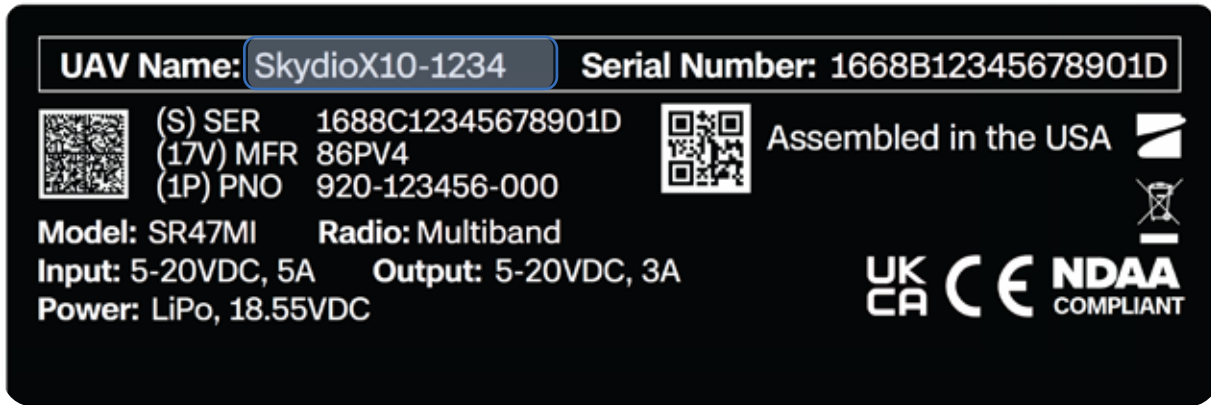 UAV Name: SkydioX10-1234 Serial Number: 1668B12345678901D
(S) SER 1688C12345678901D
(17V) MFR 86PV4
(1P) PNO 920-123456-000
Assembled in the USA
Model: SR47MI Radio: Multiband
Input: 5-20VDC, 5A Output: 5-20VDC, 3A
Power: LiPo, 18.55VDC
UK
CA
CE
NDAA
COMPLIANT